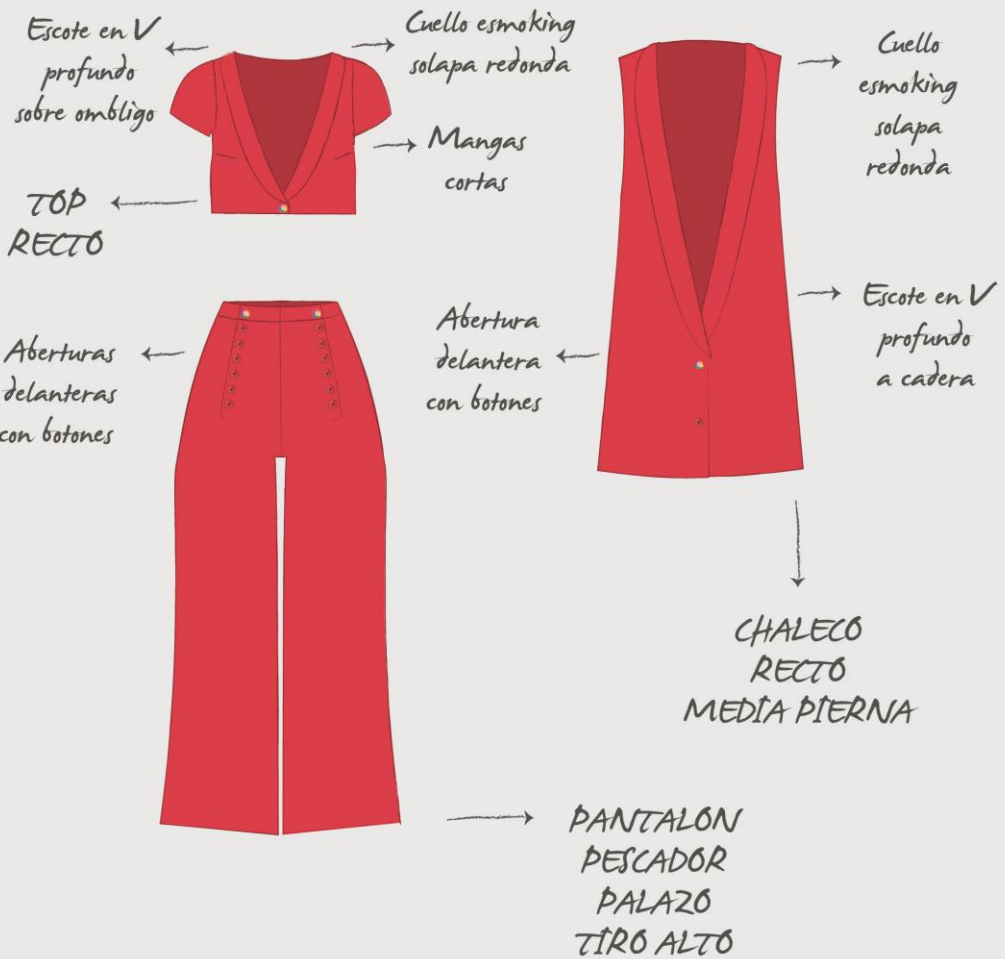 Escote en V
profundo
sobre ombligo
Cuello esmoking
solapa redonda
Mangas
cortas
TOP
RECTO
Cuello
esmoking
solapa
redonda
Aberturas
delanteras
con botones
Abertura
delantera
con botones
Escote en V
profundo
a cadera
CHALECO
RECTO
MEDIA PIERNA
PANTALON
PESCADOR
PALAZO
TIRO ALTO